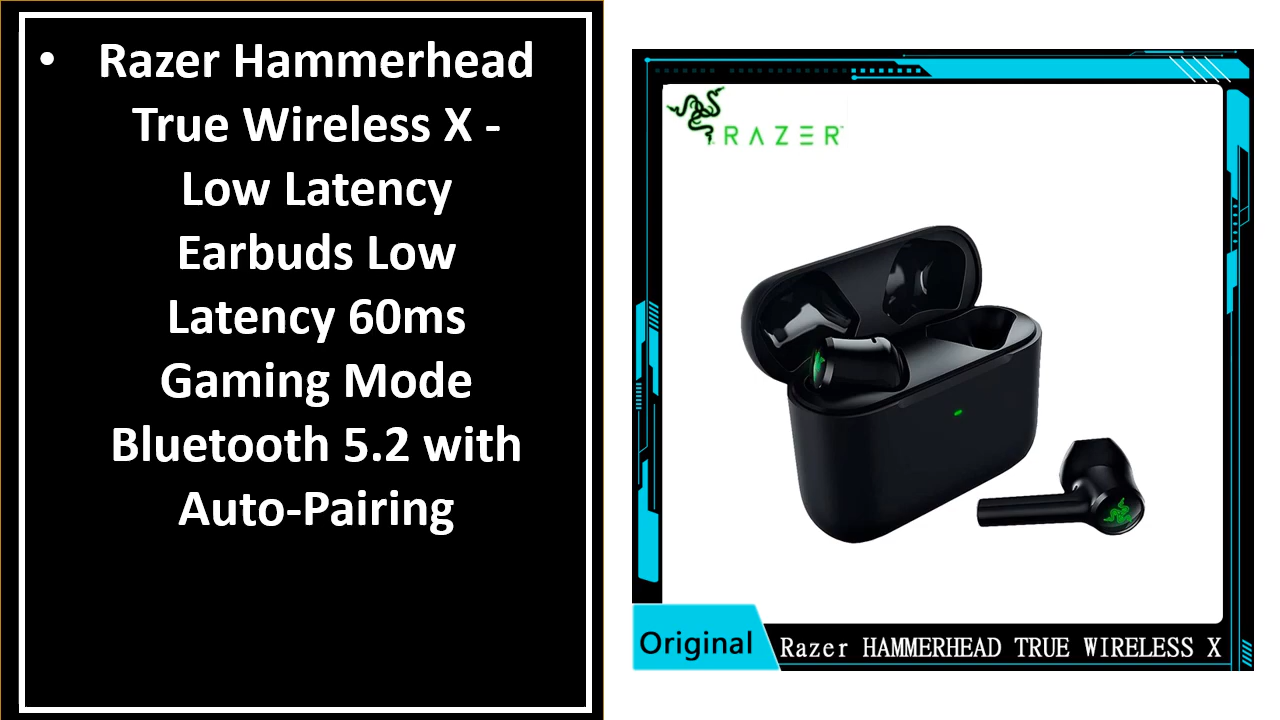 • Razer Hammerhead
True Wireless X -
Low Latency
Earbuds Low
Latency 60ms
Gaming Mode
Bluetooth 5.2 with
Auto-Pairing
RAZER
Original
Razer HAMMERHEAD TRUE WIRELESS X